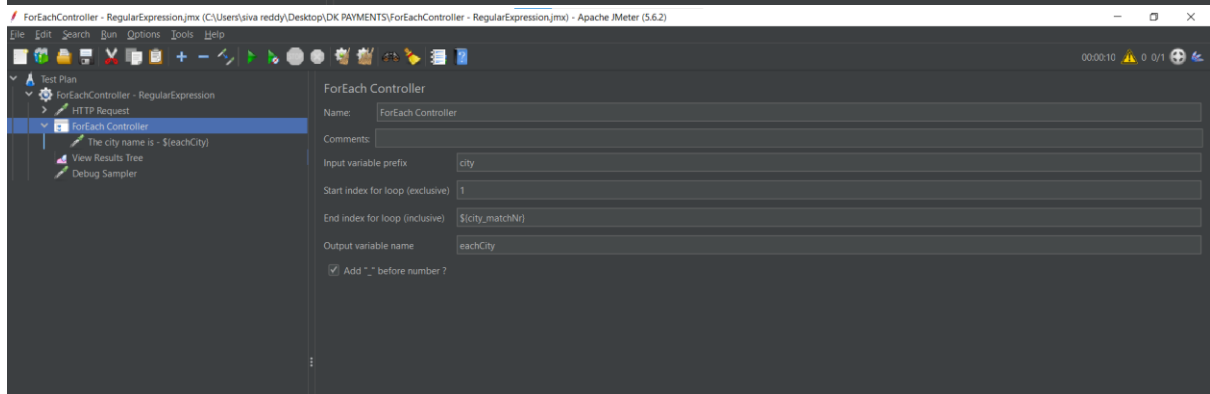 ForEachController - RegularExpression.jmx (C:\Users\siva reddy\Desktop\DK PAYMENTS\ForEachController - RegularExpression.jmx) - Apache JMeter (5.6.2)
File Edit Search Run Options Tools Help
00:00:10 0 0/1
Test Plan
ForEachController - RegularExpression
HTTP Request
ForEach Controller
The city name is - ${eachCity}
View Results Tree
Debug Sampler
ForEach Controller
Name: ForEach Controller
Comments:
Input variable prefix city
Start index for loop (exclusive) 1
End index for loop (inclusive) ${city_matchNr}
Output variable name eachCity
Add "_" before number ?